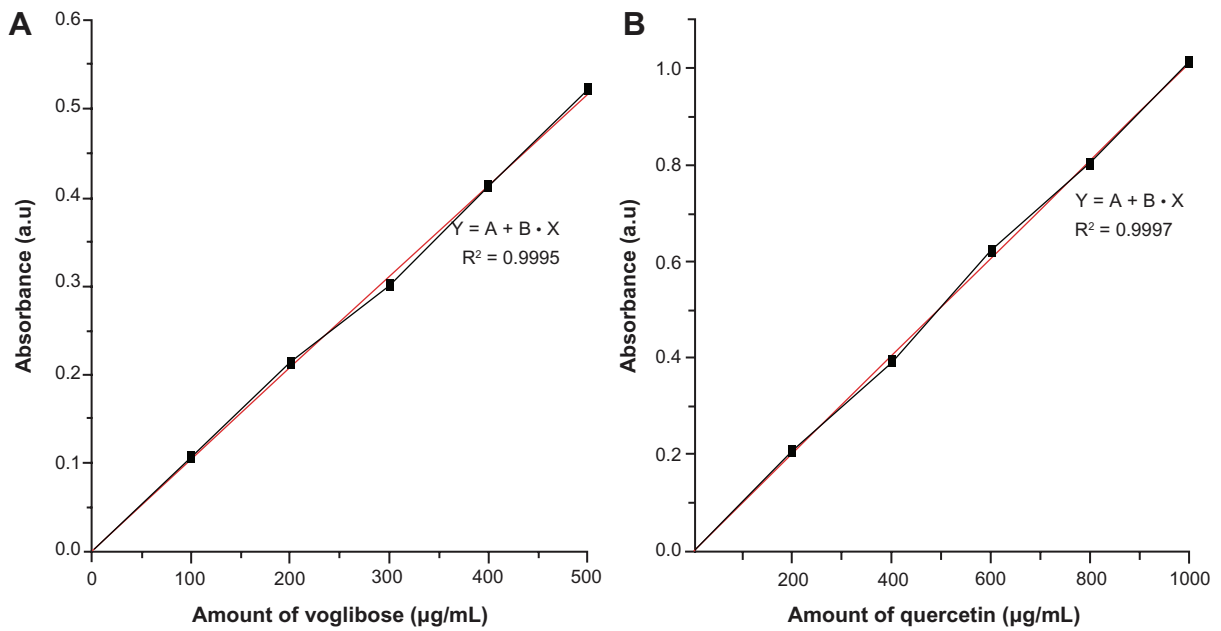 A
0.6
0.5
0.4
0.3
0.2
0.1
0.0
Absorbance (a.u)
Y = A + B • X
R² = 0.9995
0 100 200 300 400 500
Amount of voglibose (µg/mL)
B
1.0
0.8
0.6
0.4
0.2
0.0
Absorbance (a.u)
Y = A + B • X
R² = 0.9997
200 400 600 800 1000
Amount of quercetin (µg/mL)